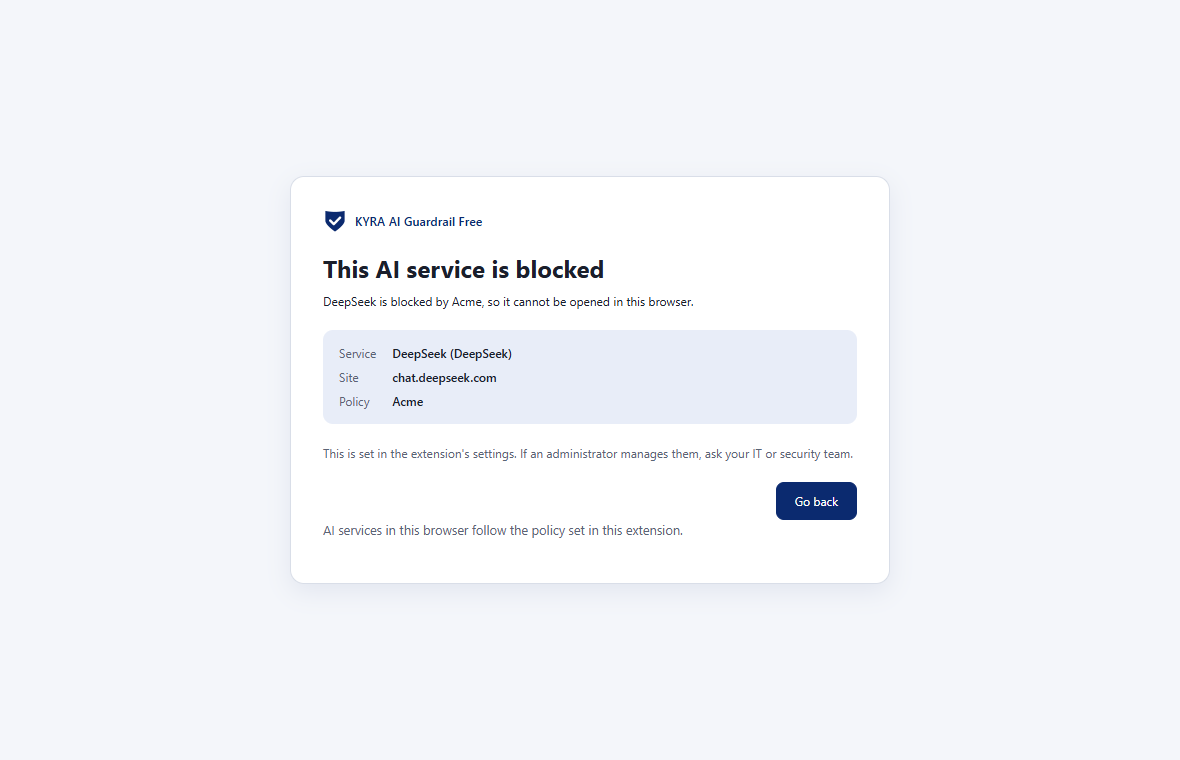 KYRA AI Guardrail Free
This AI service is blocked
DeepSeek is blocked by Acme, so it cannot be opened in this browser.
Service DeepSeek (DeepSeek)
Site chat.deepseek.com
Policy Acme
This is set in the extension's settings. If an administrator manages them, ask your IT or security team.
Go back
AI services in this browser follow the policy set in this extension.